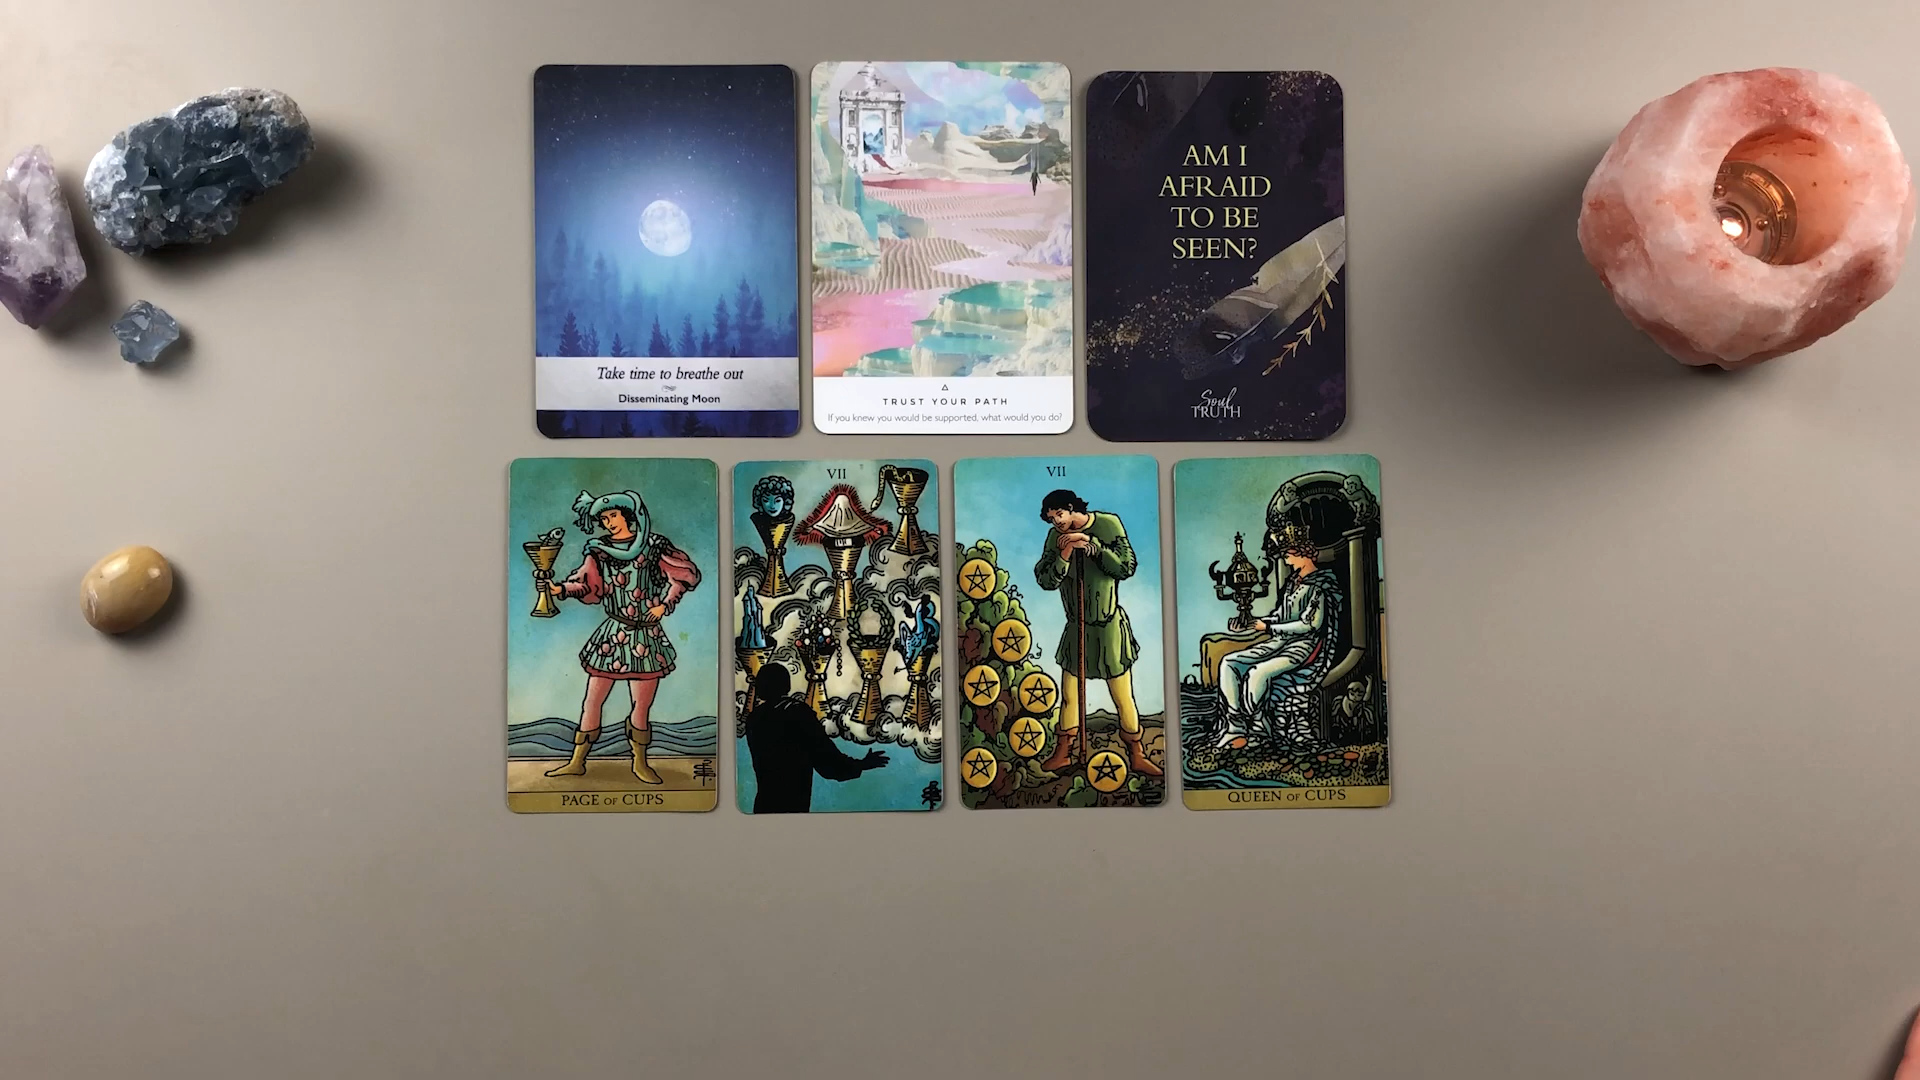 Take time to breathe out
Disseminating Moon
TRUST YOUR PATH
If you knew you would be supported, what would you do?
AM I
AFRAID
TO BE
SEEN?
Soul
TRUTH
PAGE OF CUPS
VII
VII
QUEEN OF CUPS